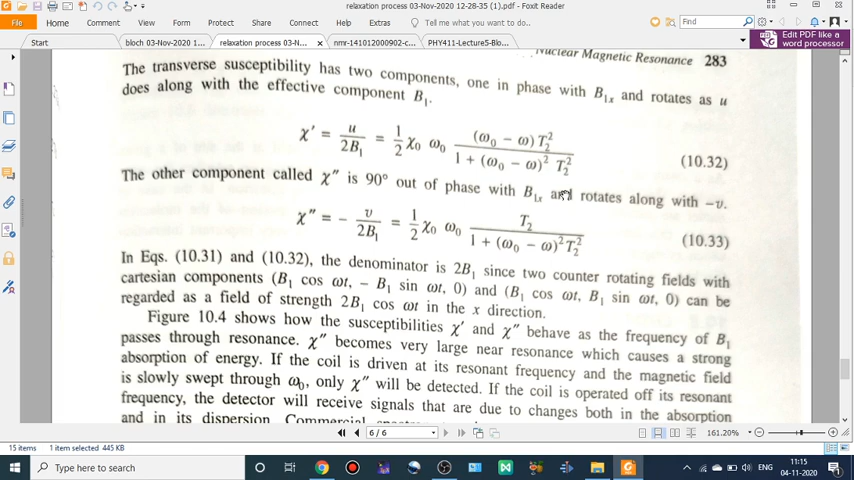 relaxation process 03-Nov-2020 12-28-35 (1).pdf - Foxit Reader
File Home Comment View Form Protect Share Connect Help Extras Tell me what you want to do... Find
Start bloch 03-Nov-2020 12-28-3... relaxation process 03-N... nmr-141012000902-c... PHY411-Lecture5-Blo...
Edit PDF like a
word processor
Nuclear Magnetic Resonance 283
The transverse susceptibility has two components, one in phase with B₁ₓ and rotates as u
does along with the effective component B₁.
χ′ = u / 2B₁ = 1/2 χ₀ ω₀ (ω₀ − ω) T₂² / 1 + (ω₀ − ω)² T₂² (10.32)
The other component called χ″ is 90° out of phase with B₁ₓ and rotates along with −v.
χ″ = − v / 2B₁ = 1/2 χ₀ ω₀ T₂ / 1 + (ω₀ − ω)² T₂² (10.33)
In Eqs. (10.31) and (10.32), the denominator is 2B₁ since two counter rotating fields with
cartesian components (B₁ cos ωt, − B₁ sin ωt, 0) and (B₁ cos ωt, B₁ sin ωt, 0) can be
regarded as a field of strength 2B₁ cos ωt in the x direction.
Figure 10.4 shows how the susceptibilities χ′ and χ″ behave as the frequency of B₁
passes through resonance. χ″ becomes very large near resonance which causes a strong
absorption of energy. If the coil is driven at its resonant frequency and the magnetic field
is slowly swept through ω₀, only χ″ will be detected. If the coil is operated off its resonant
frequency, the detector will receive signals that are due to changes both in the absorption
and in its dispersion. Commercial
6 / 6 161.20%
15 items 1 item selected 445 KB
Type here to search ENG 11:15
04-11-2020